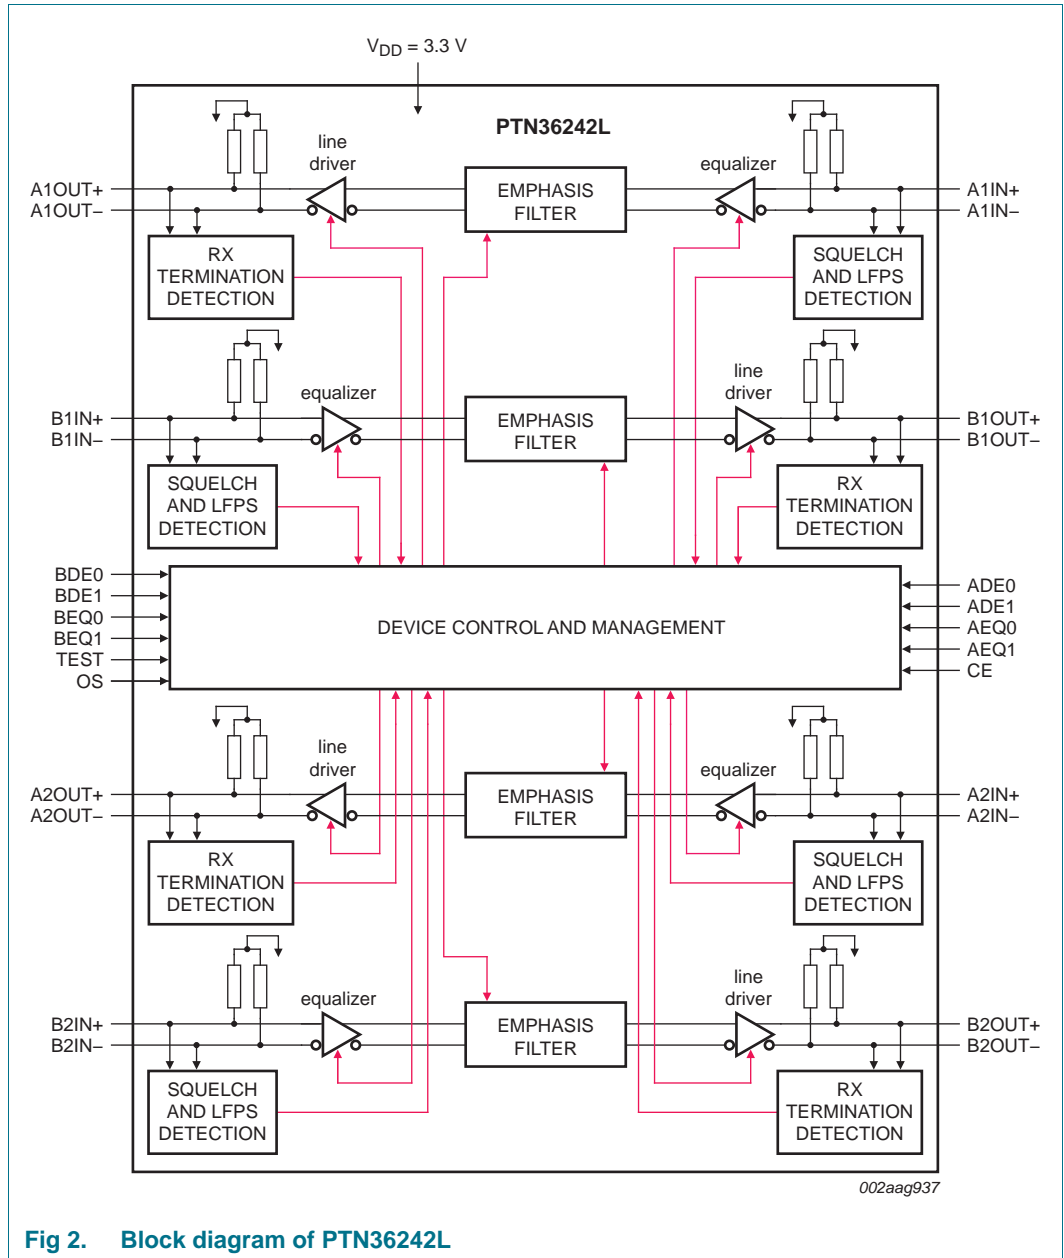 VDD = 3.3 V
PTN36242L
line
driver
equalizer
A1OUT+
A1OUT−
EMPHASIS
FILTER
A1IN+
A1IN−
RX
TERMINATION
DETECTION
SQUELCH
AND LFPS
DETECTION
equalizer
line
driver
B1IN+
B1IN−
EMPHASIS
FILTER
B1OUT+
B1OUT−
SQUELCH
AND LFPS
DETECTION
RX
TERMINATION
DETECTION
BDE0
BDE1
BEQ0
BEQ1
TEST
OS
DEVICE CONTROL AND MANAGEMENT
ADE0
ADE1
AEQ0
AEQ1
CE
line
driver
equalizer
A2OUT+
A2OUT−
EMPHASIS
FILTER
A2IN+
A2IN−
RX
TERMINATION
DETECTION
SQUELCH
AND LFPS
DETECTION
equalizer
line
driver
B2IN+
B2IN−
EMPHASIS
FILTER
B2OUT+
B2OUT−
SQUELCH
AND LFPS
DETECTION
RX
TERMINATION
DETECTION
002aag937
Fig 2. Block diagram of PTN36242L